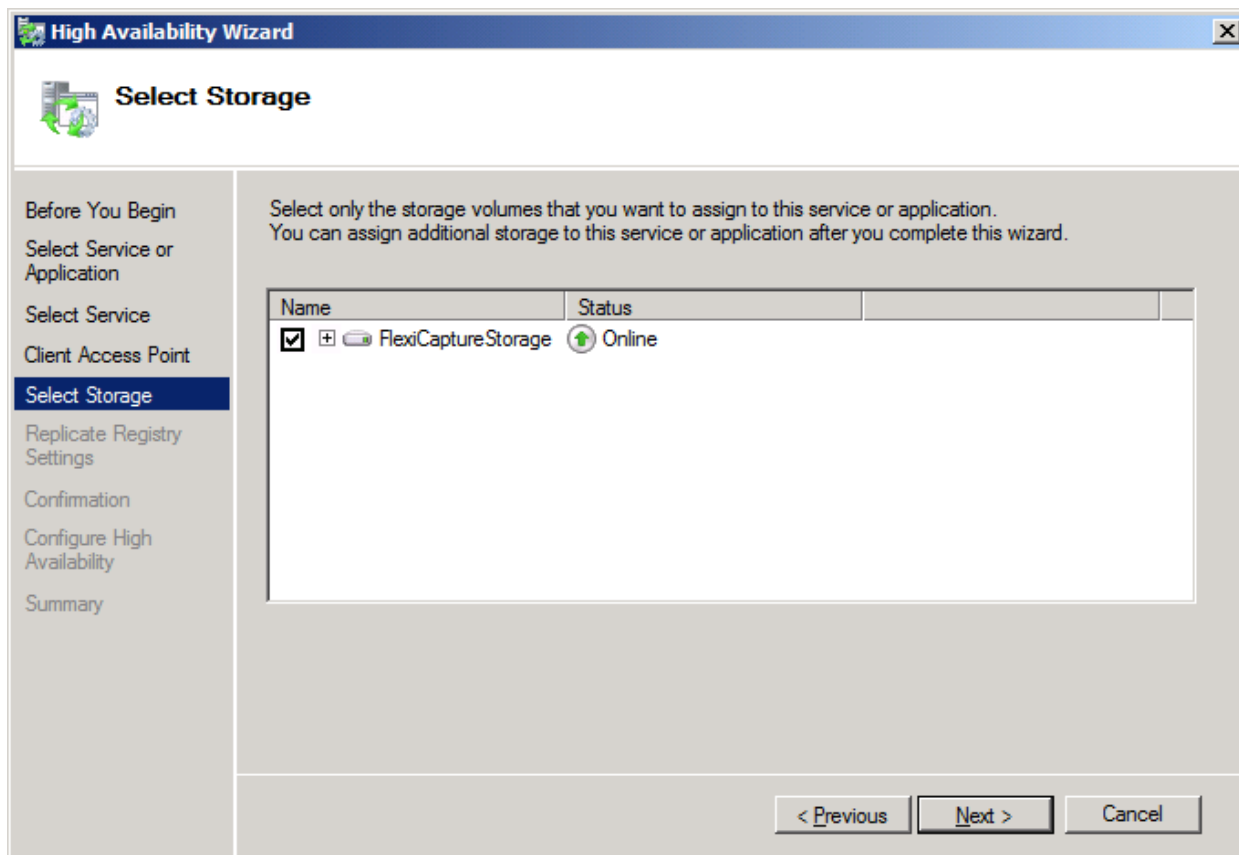 High Availability Wizard
Select Storage
Before You Begin
Select Service or
Application
Select Service
Client Access Point
Select Storage
Replicate Registry
Settings
Confirmation
Configure High
Availability
Summary
Select only the storage volumes that you want to assign to this service or application.
You can assign additional storage to this service or application after you complete this wizard.
Name Status
FlexiCaptureStorage Online
< Previous Next > Cancel